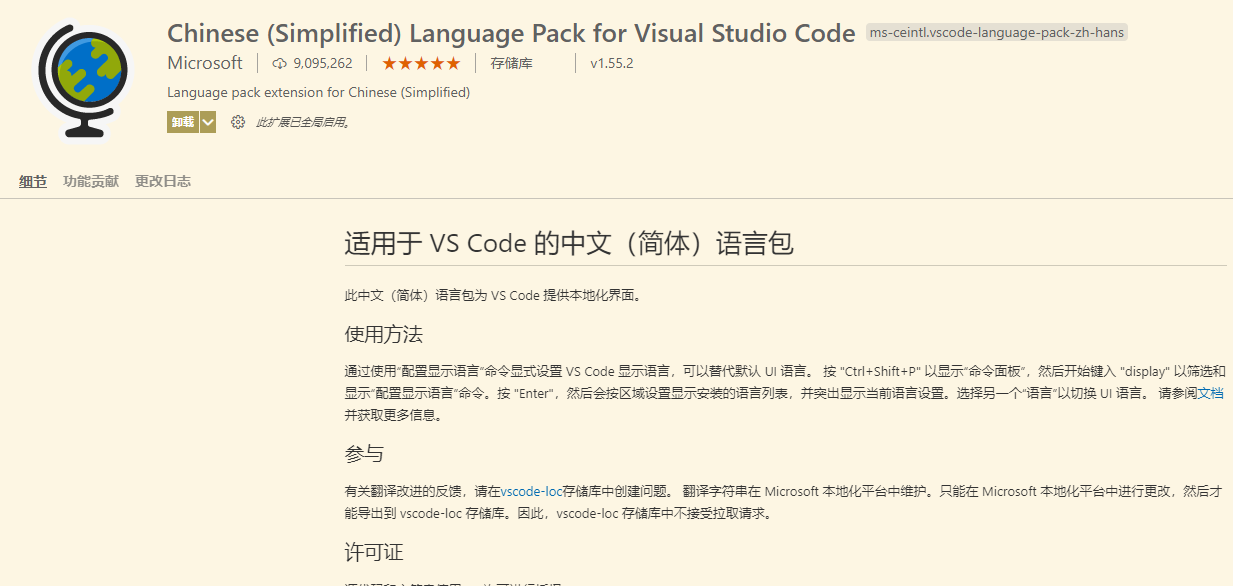 Chinese (Simplified) Language Pack for Visual Studio Code ms-ceintl.vscode-language-pack-zh-hans
Microsoft 9,095,262 存储库 v1.55.2
Language pack extension for Chinese (Simplified)
卸载 此扩展已全局启用。
细节 功能贡献 更改日志
适用于 VS Code 的中文（简体）语言包
此中文（简体）语言包为 VS Code 提供本地化界面。
使用方法
通过使用“配置显示语言”命令显式设置 VS Code 显示语言，可以替代默认 UI 语言。 按 "Ctrl+Shift+P" 以显示“命令面板”，然后开始键入 "display" 以筛选和
显示“配置显示语言”命令。按 "Enter"，然后会按区域设置显示安装的语言列表，并突出显示当前语言设置。选择另一个“语言”以切换 UI 语言。 请参阅文档
并获取更多信息。
参与
有关翻译改进的反馈，请在vscode-loc存储库中创建问题。 翻译字符串在 Microsoft 本地化平台中维护。只能在 Microsoft 本地化平台中进行更改，然后才
能导出到 vscode-loc 存储库。因此，vscode-loc 存储库中不接受拉取请求。
许可证